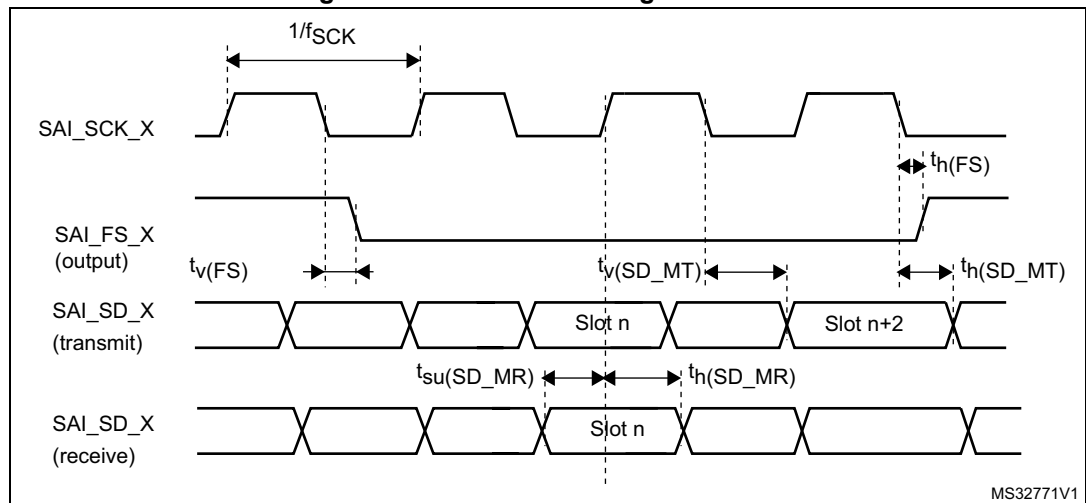 1/fSCK
SAI_SCK_X
th(FS)
SAI_FS_X
(output)
tv(FS)
tv(SD_MT)
th(SD_MT)
SAI_SD_X
(transmit)
Slot n
Slot n+2
tsu(SD_MR)
th(SD_MR)
SAI_SD_X
(receive)
Slot n
MS32771V1